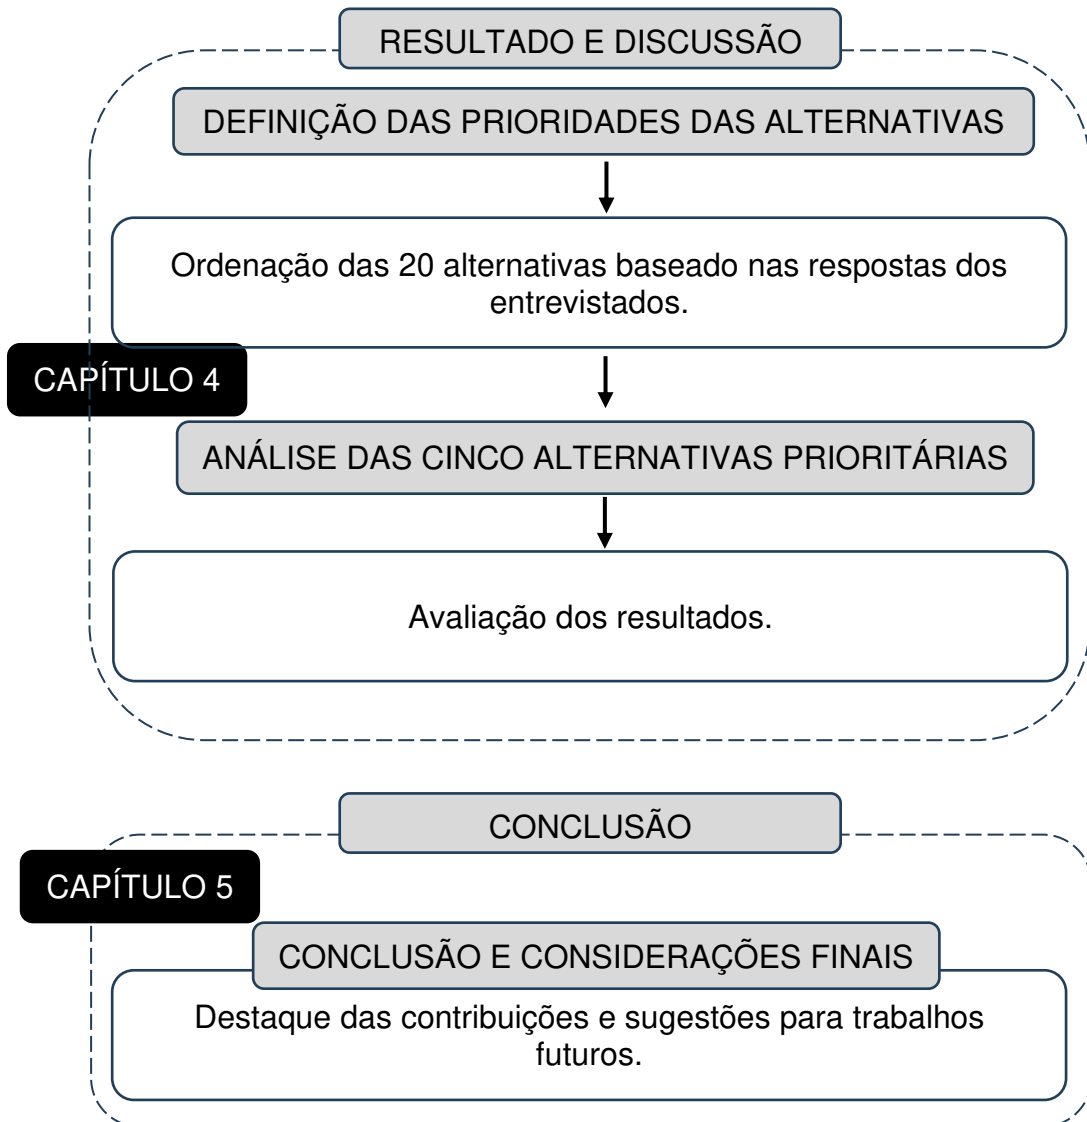 RESULTADO E DISCUSSÃO
DEFINIÇÃO DAS PRIORIDADES DAS ALTERNATIVAS
Ordenação das 20 alternativas baseado nas respostas dos
entrevistados.
CAPÍTULO 4
ANÁLISE DAS CINCO ALTERNATIVAS PRIORITÁRIAS
Avaliação dos resultados.
CONCLUSÃO
CAPÍTULO 5
CONCLUSÃO E CONSIDERAÇÕES FINAIS
Destaque das contribuições e sugestões para trabalhos
futuros.